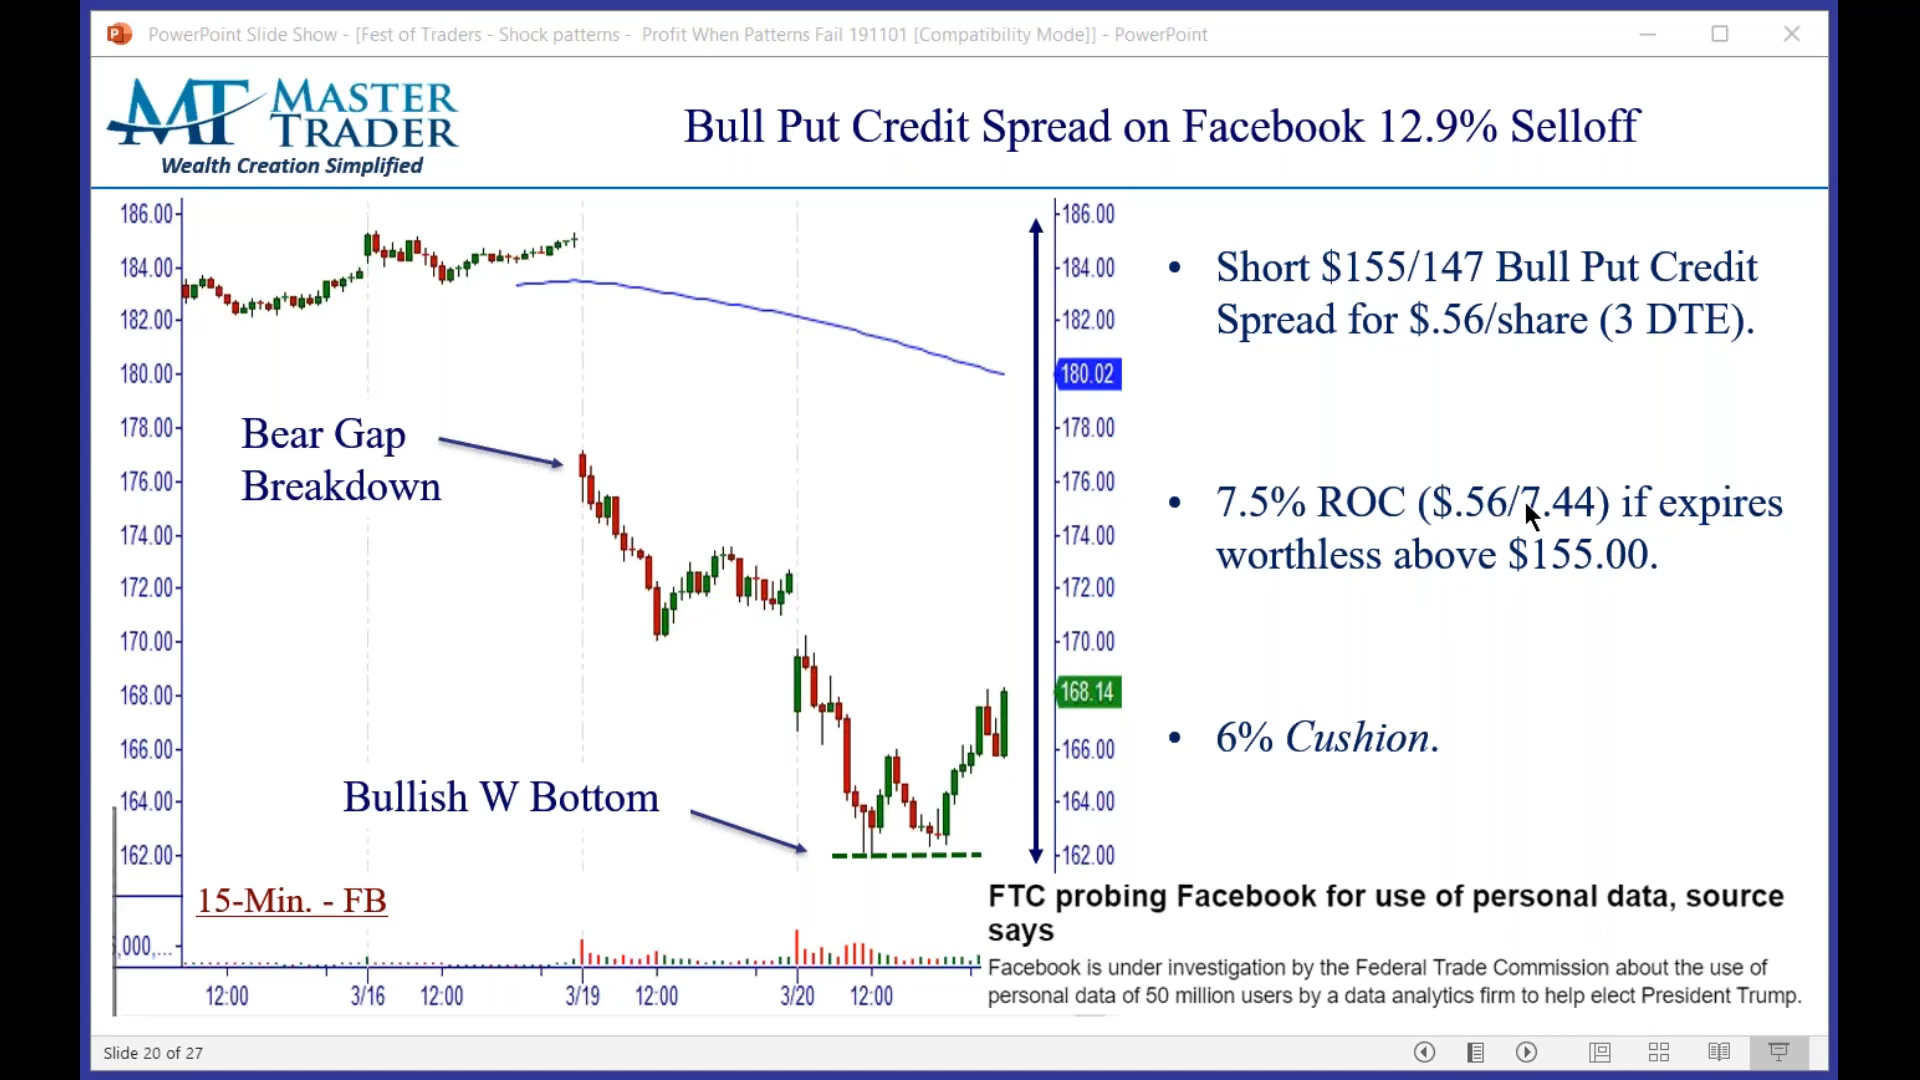 PowerPoint Slide Show - [Fest of Traders - Shock patterns - Profit When Patterns Fail 191101 [Compatibility Mode]] - PowerPoint
MT MASTER
TRADER
Wealth Creation Simplified
Bull Put Credit Spread on Facebook 12.9% Selloff
186.00
184.00
182.00
180.00
178.00
176.00
174.00
172.00
170.00
168.00
166.00
164.00
162.00
,000,...
Bear Gap
Breakdown
Bullish W Bottom
15-Min. - FB
12:00 3/16 12:00 3/19 12:00 3/20 12:00
186.00
184.00
182.00
180.02
178.00
176.00
174.00
172.00
170.00
168.14
166.00
164.00
162.00
• Short $155/147 Bull Put Credit
Spread for $.56/share (3 DTE).
• 7.5% ROC ($.56/7.44) if expires
worthless above $155.00.
• 6% Cushion.
FTC probing Facebook for use of personal data, source
says
Facebook is under investigation by the Federal Trade Commission about the use of
personal data of 50 million users by a data analytics firm to help elect President Trump.
Slide 20 of 27